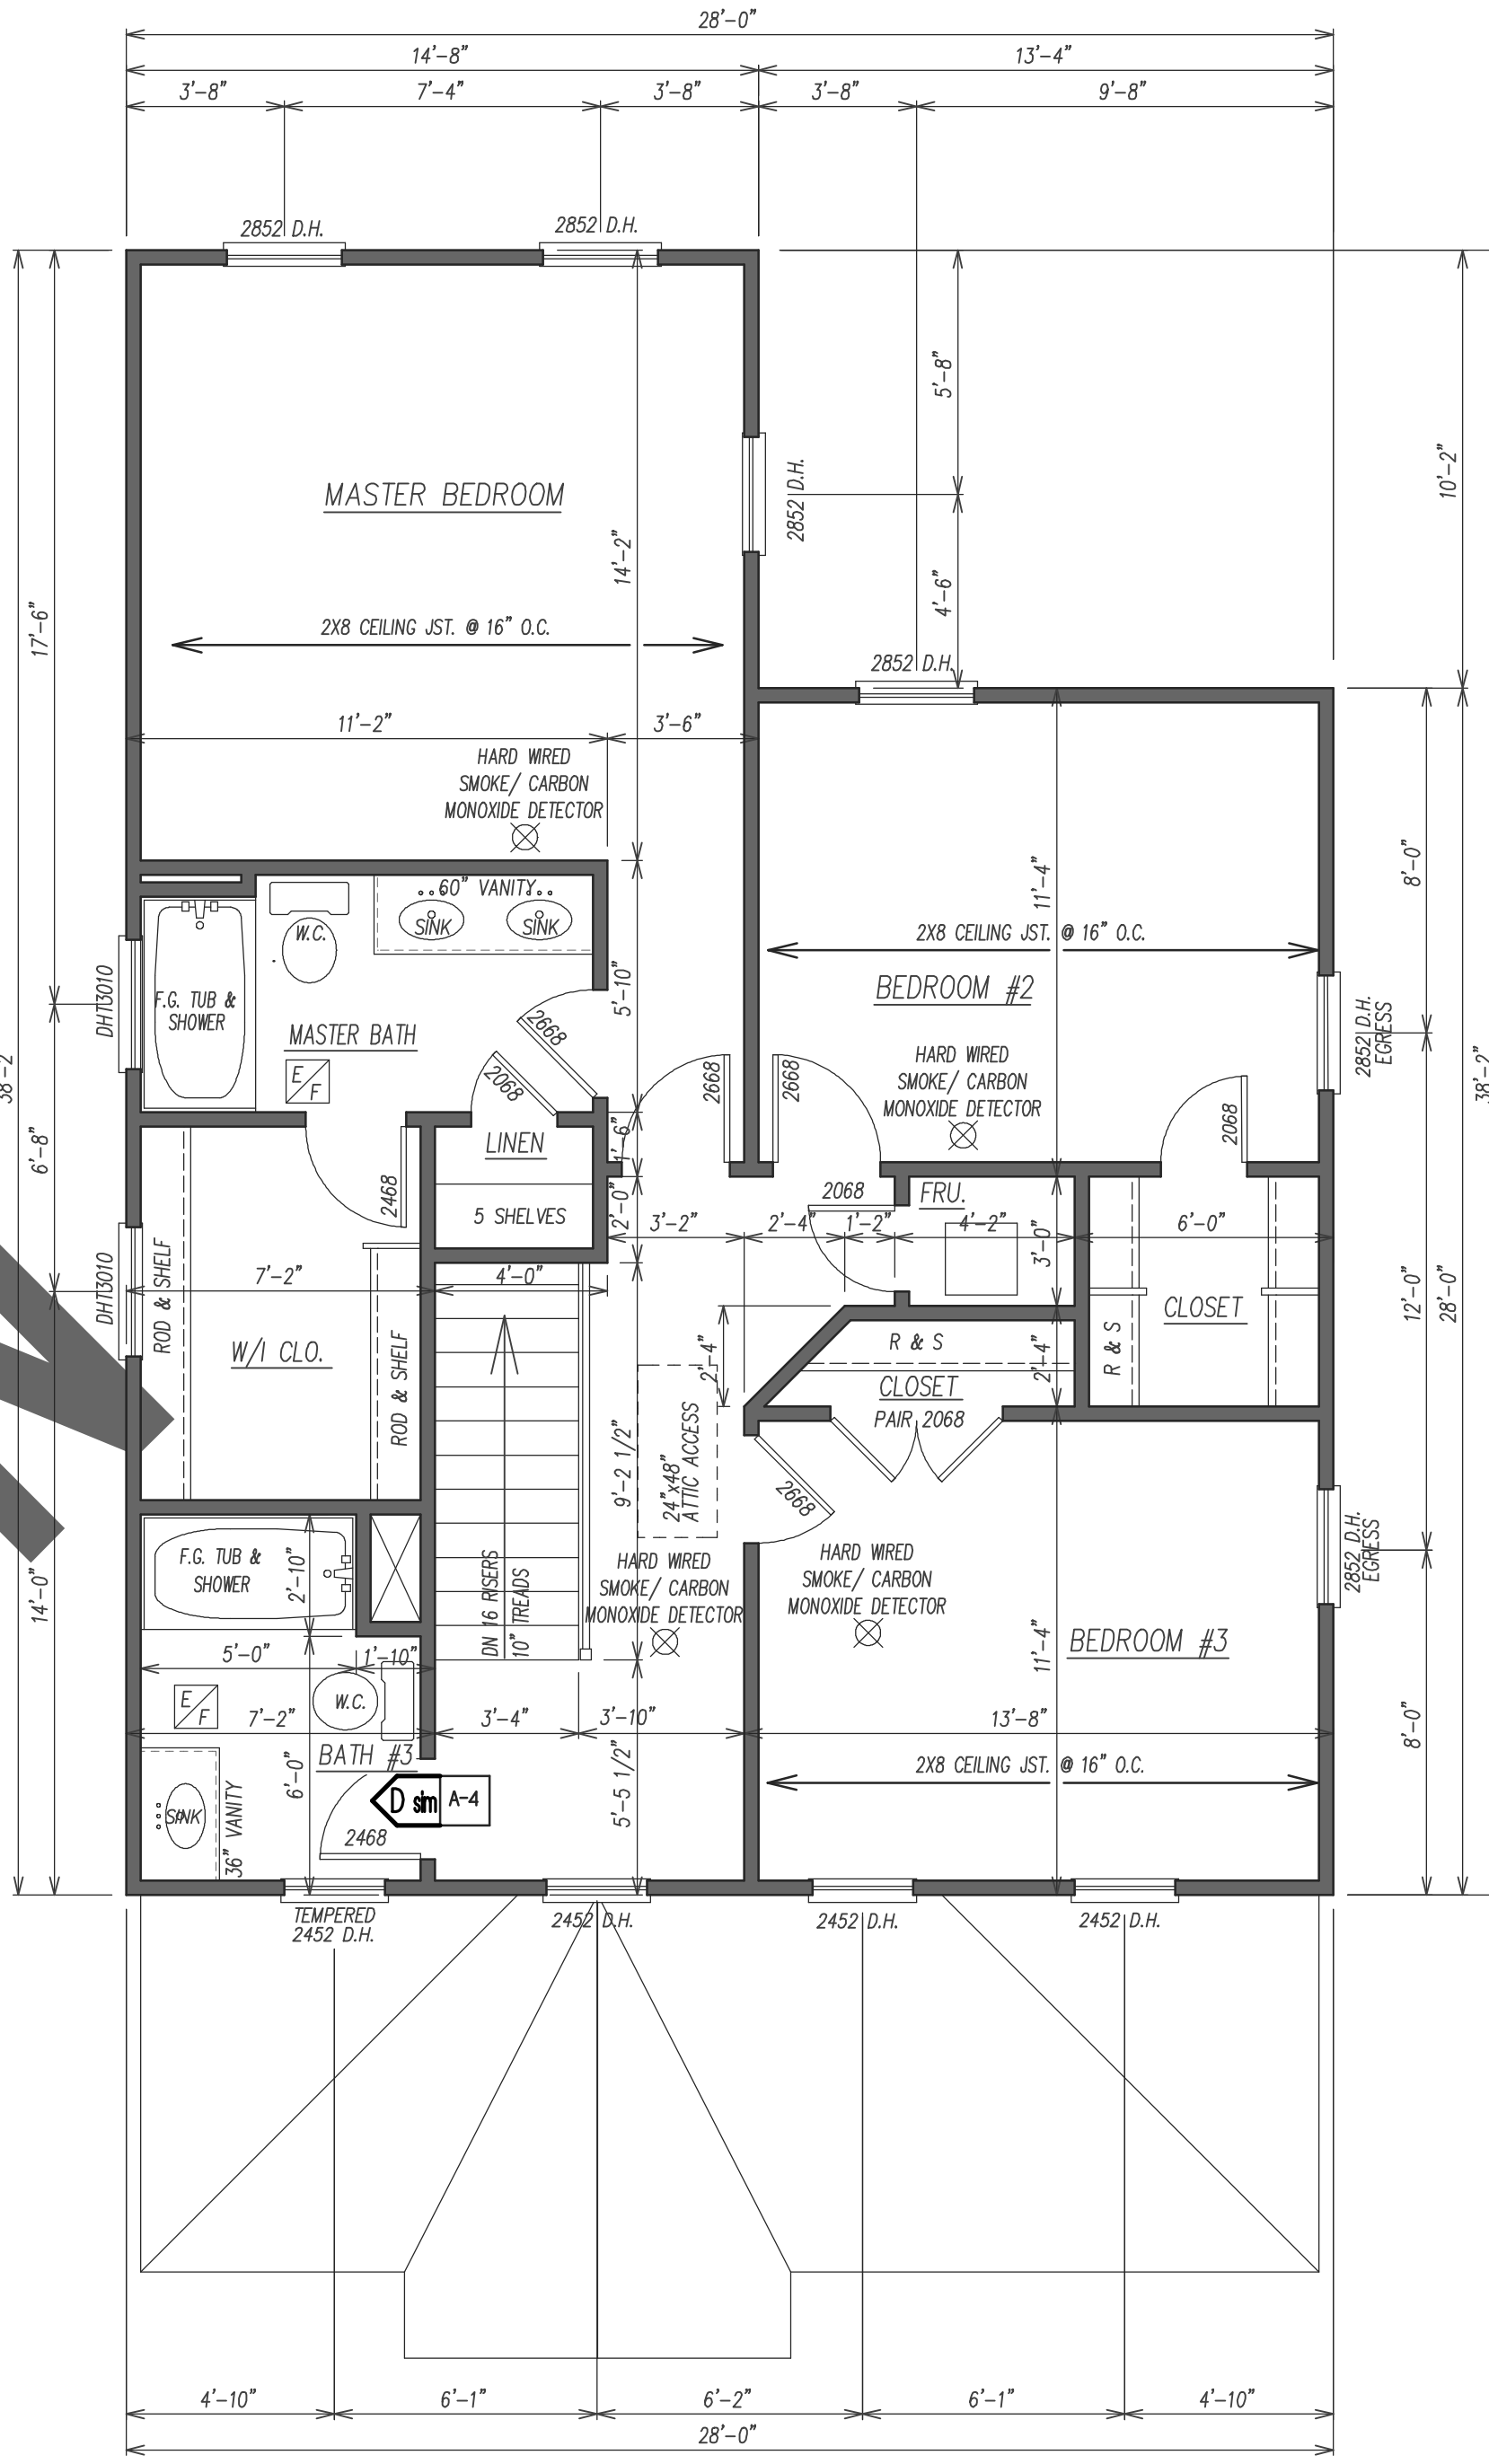 28'-0"
14'-8" 13'-4"
3'-8" 7'-4" 3'-8" 3'-8" 9'-8"
2852 D.H. 2852 D.H.
5'-8"
10'-2"
2852 D.H.
MASTER BEDROOM
14'-2"
4'-6"
17'-6"
2X8 CEILING JST. @ 16" O.C.
2852 D.H.
11'-2" 3'-6"
HARD WIRED
SMOKE/ CARBON
MONOXIDE DETECTOR
11'-4"
8'-0"
60" VANITY
SINK SINK
W.C.
2X8 CEILING JST. @ 16" O.C.
5'-10"
BEDROOM #2
DHT3010
F.G. TUB &
SHOWER
MASTER BATH
E
F
2668
2068
2668
2668
HARD WIRED
SMOKE/ CARBON
MONOXIDE DETECTOR
2852 D.H.
EGRESS
38'-2"
38'-2"
2068
6'-8"
LINEN
1'-6"
2468
5 SHELVES
2'-0"
2068
FRU.
3'-2" 2'-4" 1'-2" 4'-2" 6'-0"
3'-0"
DHT3010
ROD & SHELF
7'-2" 4'-0"
12'-0"
28'-0"
CLOSET
W/I CLO.
ROD & SHELF
2'-4"
R & S
2'-4"
R & S
CLOSET
PAIR 2068
9'-2 1/2"
24"x48"
ATTIC ACCESS
2668
2852 D.H.
EGRESS
14'-0"
F.G. TUB &
SHOWER
2'-10"
DN 16 RISERS
10" TREADS
HARD WIRED
SMOKE/ CARBON
MONOXIDE DETECTOR
HARD WIRED
SMOKE/ CARBON
MONOXIDE DETECTOR
11'-4"
BEDROOM #3
5'-0" 1'-10"
E
F
W.C.
7'-2" 3'-4" 3'-10" 13'-8"
8'-0"
BATH #3
6'-0"
5'-5 1/2"
2X8 CEILING JST. @ 16" O.C.
D sim A-4
SINK
36" VANITY
2468
TEMPERED
2452 D.H.
2452 D.H. 2452 D.H. 2452 D.H.
4'-10" 6'-1" 6'-2" 6'-1" 4'-10"
28'-0"